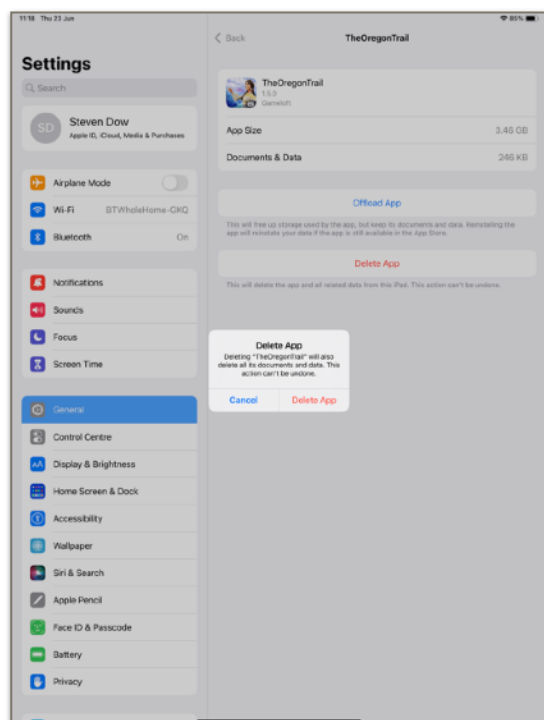 11:18 Thu 23 Jun
85%
Settings
Search
SD
Steven Dow
Apple ID, iCloud, Media & Purchases
Airplane Mode
Wi-Fi BTWholeHome-GKQ
Bluetooth On
Notifications
Sounds
Focus
Screen Time
General
Control Centre
Display & Brightness
Home Screen & Dock
Accessibility
Wallpaper
Siri & Search
Apple Pencil
Face ID & Passcode
Battery
Privacy
Back
TheOregonTrail
TheOregonTrail
1.5.0
Gameloft
App Size 3.46 GB
Documents & Data 246 KB
Offload App
This will free up storage used by the app, but keep its documents and data. Reinstalling the
app will reinstate your data if the app is still available in the App Store.
Delete App
This will delete the app and all related data from this iPad. This action can't be undone.
Delete App
Deleting "TheOregonTrail" will also
delete all its documents and data. This
action can't be undone.
Cancel Delete App